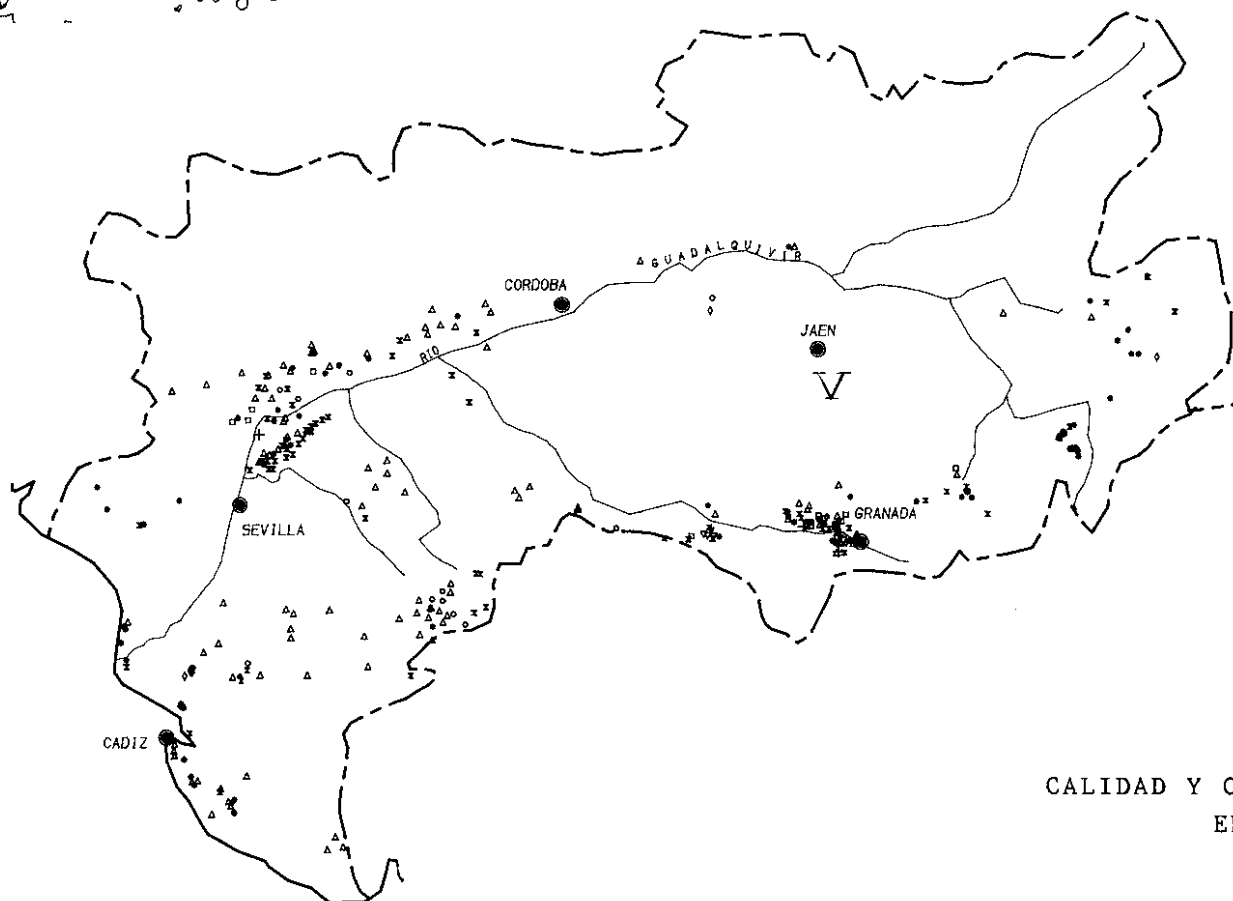 GUADALQUIVIR
CORDOBA
JAEN
RIO
V
SEVILLA
GRANADA
CADIZ
CALIDAD Y